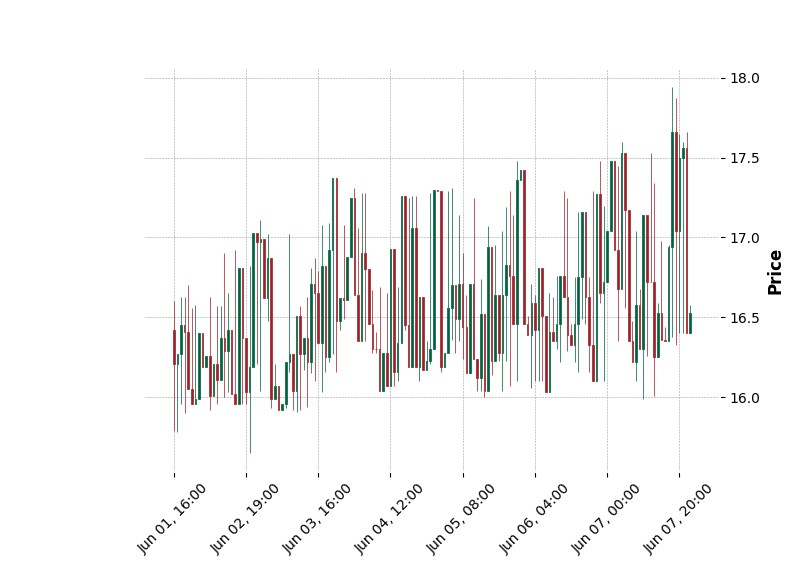 18.0
17.5
17.0
16.5
16.0
Price
Jun 01, 16:00
Jun 02, 19:00
Jun 03, 16:00
Jun 04, 12:00
Jun 05, 08:00
Jun 06, 04:00
Jun 07, 00:00
Jun 07, 20:00